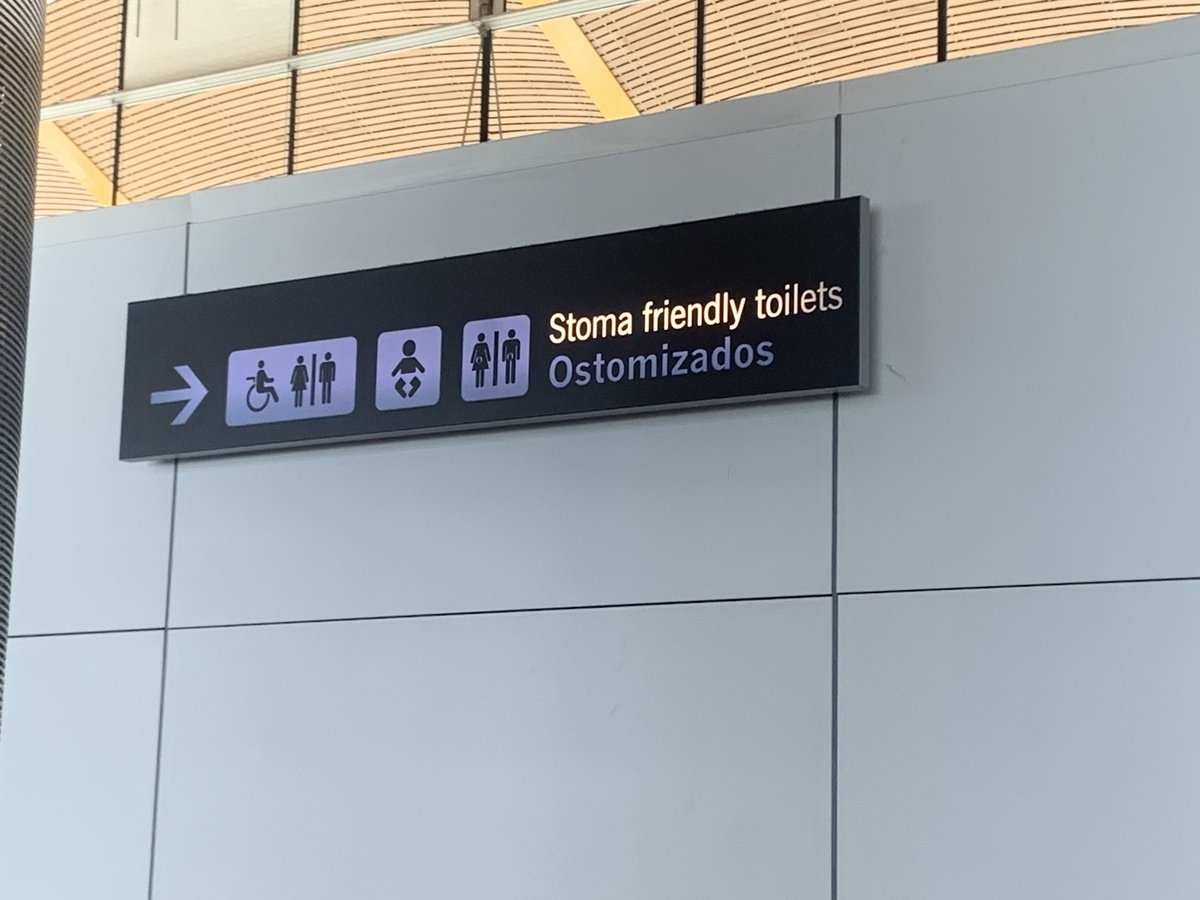 Stoma friendly toilets
Ostomizados